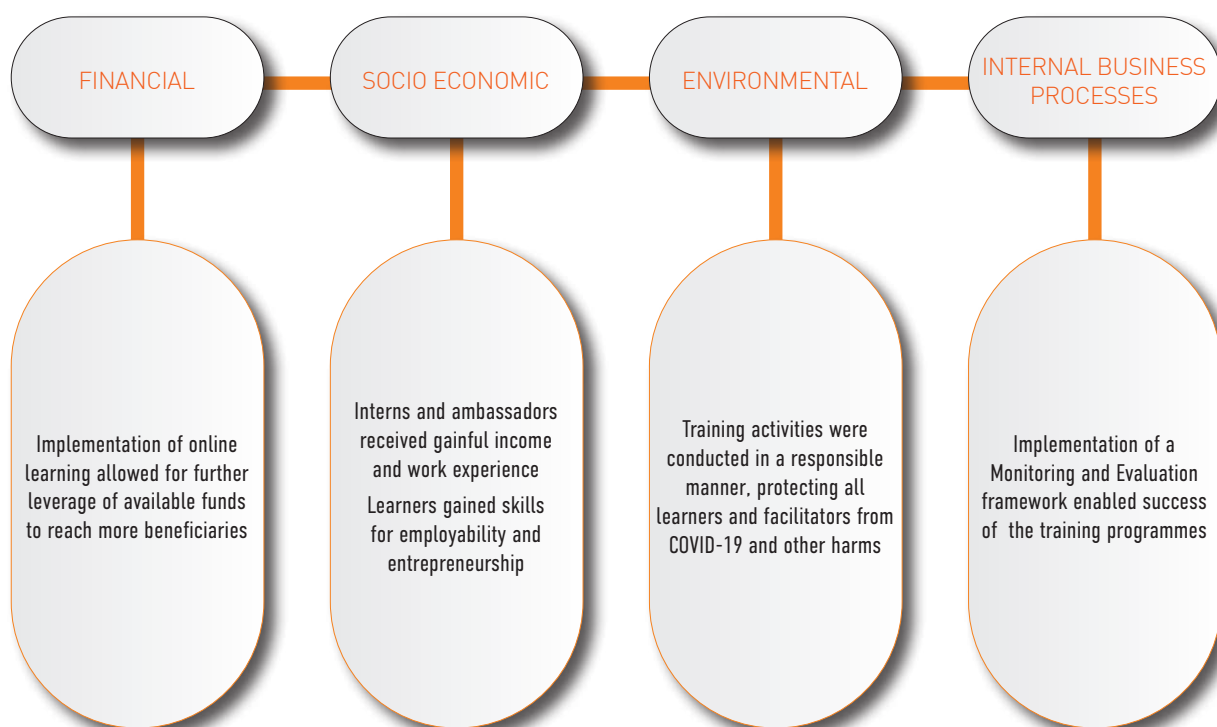 FINANCIAL
SOCIO ECONOMIC
ENVIRONMENTAL
INTERNAL BUSINESS
PROCESSES
Implementation of online
learning allowed for further
leverage of available funds
to reach more beneficiaries
Interns and ambassadors
received gainful income
and work experience
Learners gained skills
for employability and
entrepreneurship
Training activities were
conducted in a responsible
manner, protecting all
learners and facilitators from
COVID-19 and other harms
Implementation of a
Monitoring and Evaluation
framework enabled success
of the training programmes